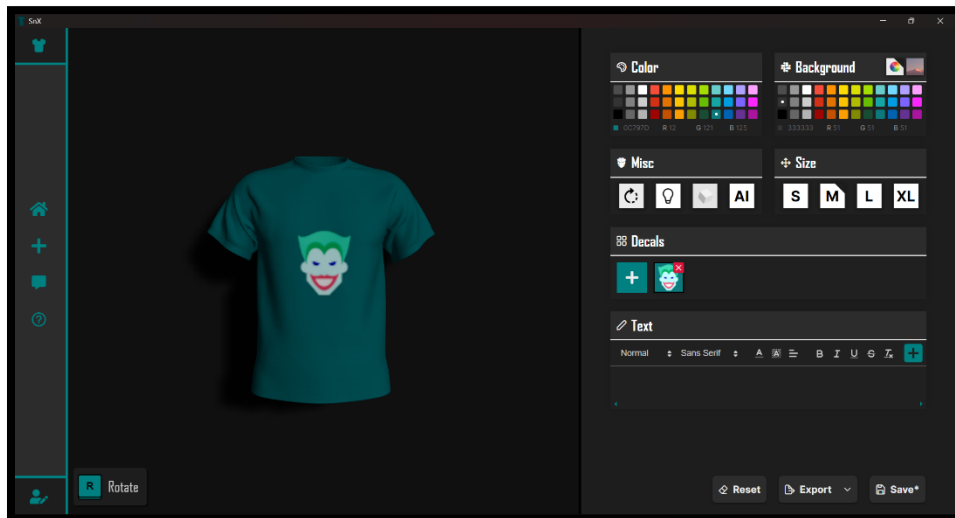 SnX
Color
Background
0C797D R 12 G 121 B 125
333333 R 51 G 51 B 51
Misc
Size
AI
S M L XL
Decals
Text
Normal Sans Serif A A B I U S Tx
R Rotate
Reset Export Save*